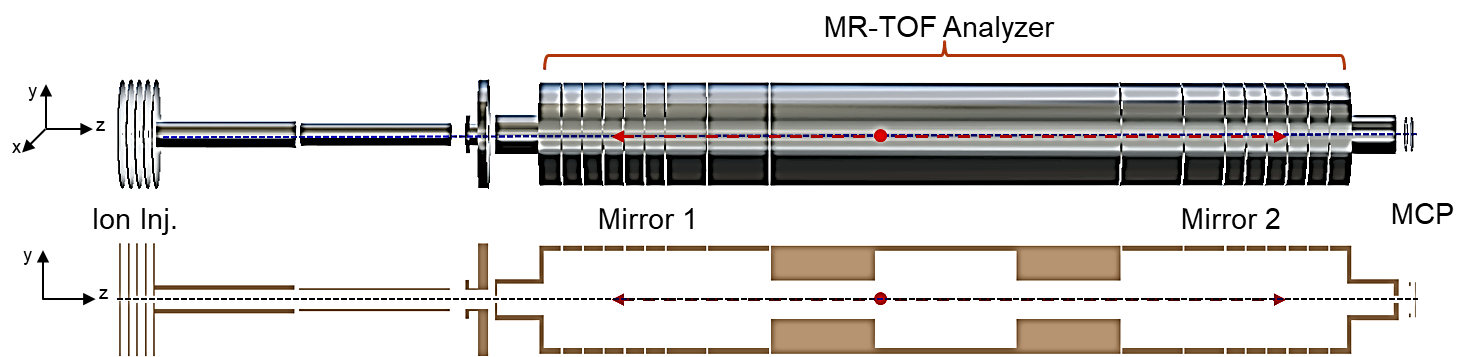 MR-TOF Analyzer
y
z
x
Ion Inj.
Mirror 1
Mirror 2
MCP
y
z